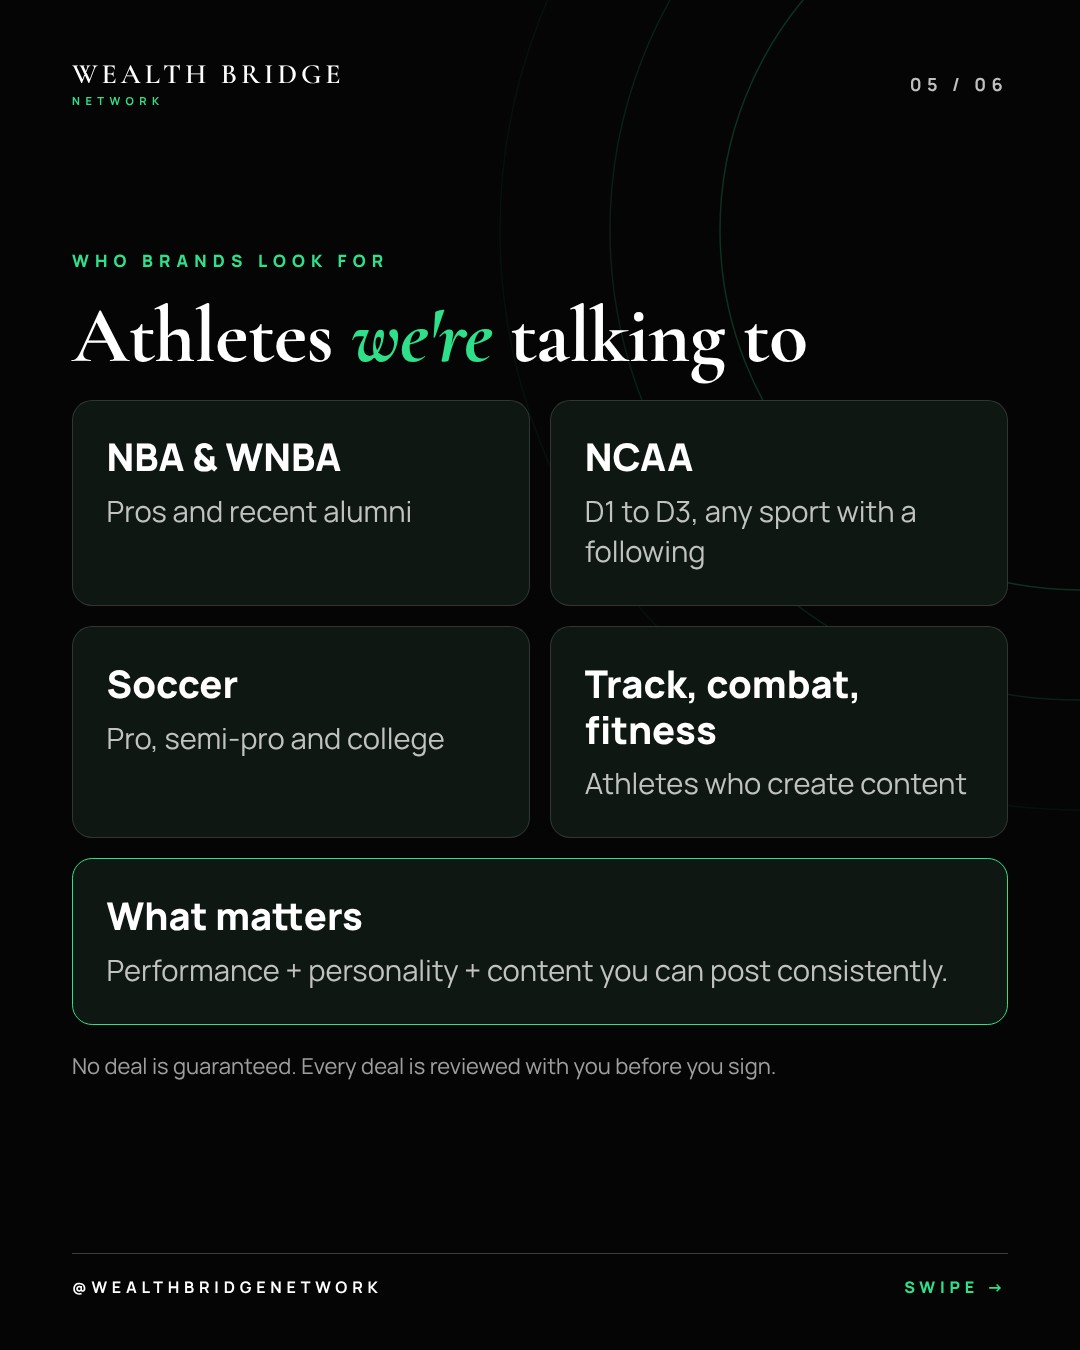 WEALTH BRIDGE
NETWORK
05 / 06
WHO BRANDS LOOK FOR
Athletes we're talking to
NBA & WNBA
Pros and recent alumni
NCAA
D1 to D3, any sport with a
following
Soccer
Pro, semi-pro and college
Track, combat,
fitness
Athletes who create content
What matters
Performance + personality + content you can post consistently.
No deal is guaranteed. Every deal is reviewed with you before you sign.
@WEALTHBRIDGENETWORK
SWIPE →